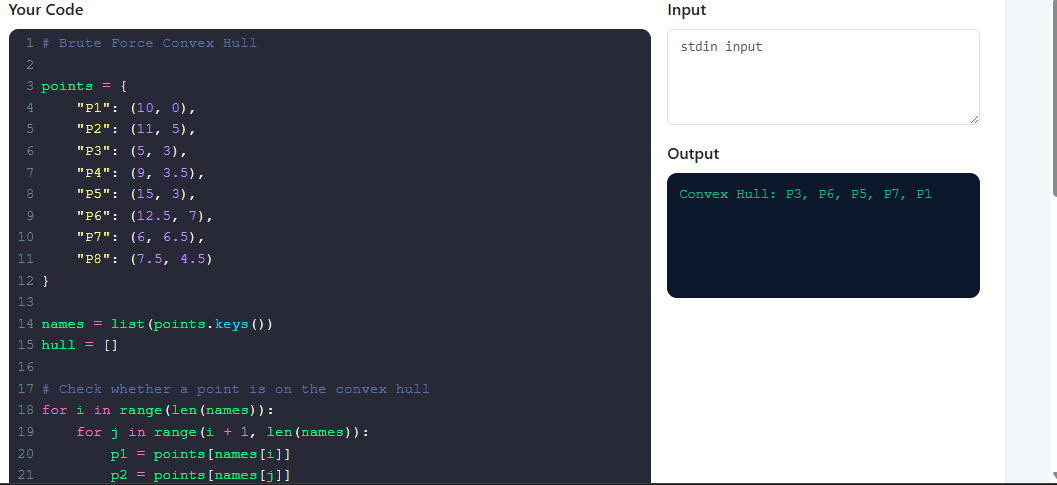 Your Code
1 # Brute Force Convex Hull
2
3 points = {
4     "P1": (10, 0),
5     "P2": (11, 5),
6     "P3": (5, 3),
7     "P4": (9, 3.5),
8     "P5": (15, 3),
9     "P6": (12.5, 7),
10     "P7": (6, 6.5),
11     "P8": (7.5, 4.5)
12 }
13
14 names = list(points.keys())
15 hull = []
16
17 # Check whether a point is on the convex hull
18 for i in range(len(names)):
19     for j in range(i + 1, len(names)):
20         p1 = points[names[i]]
21         p2 = points[names[j]]
Input
stdin input
Output
Convex Hull: P3, P6, P5, P7, P1